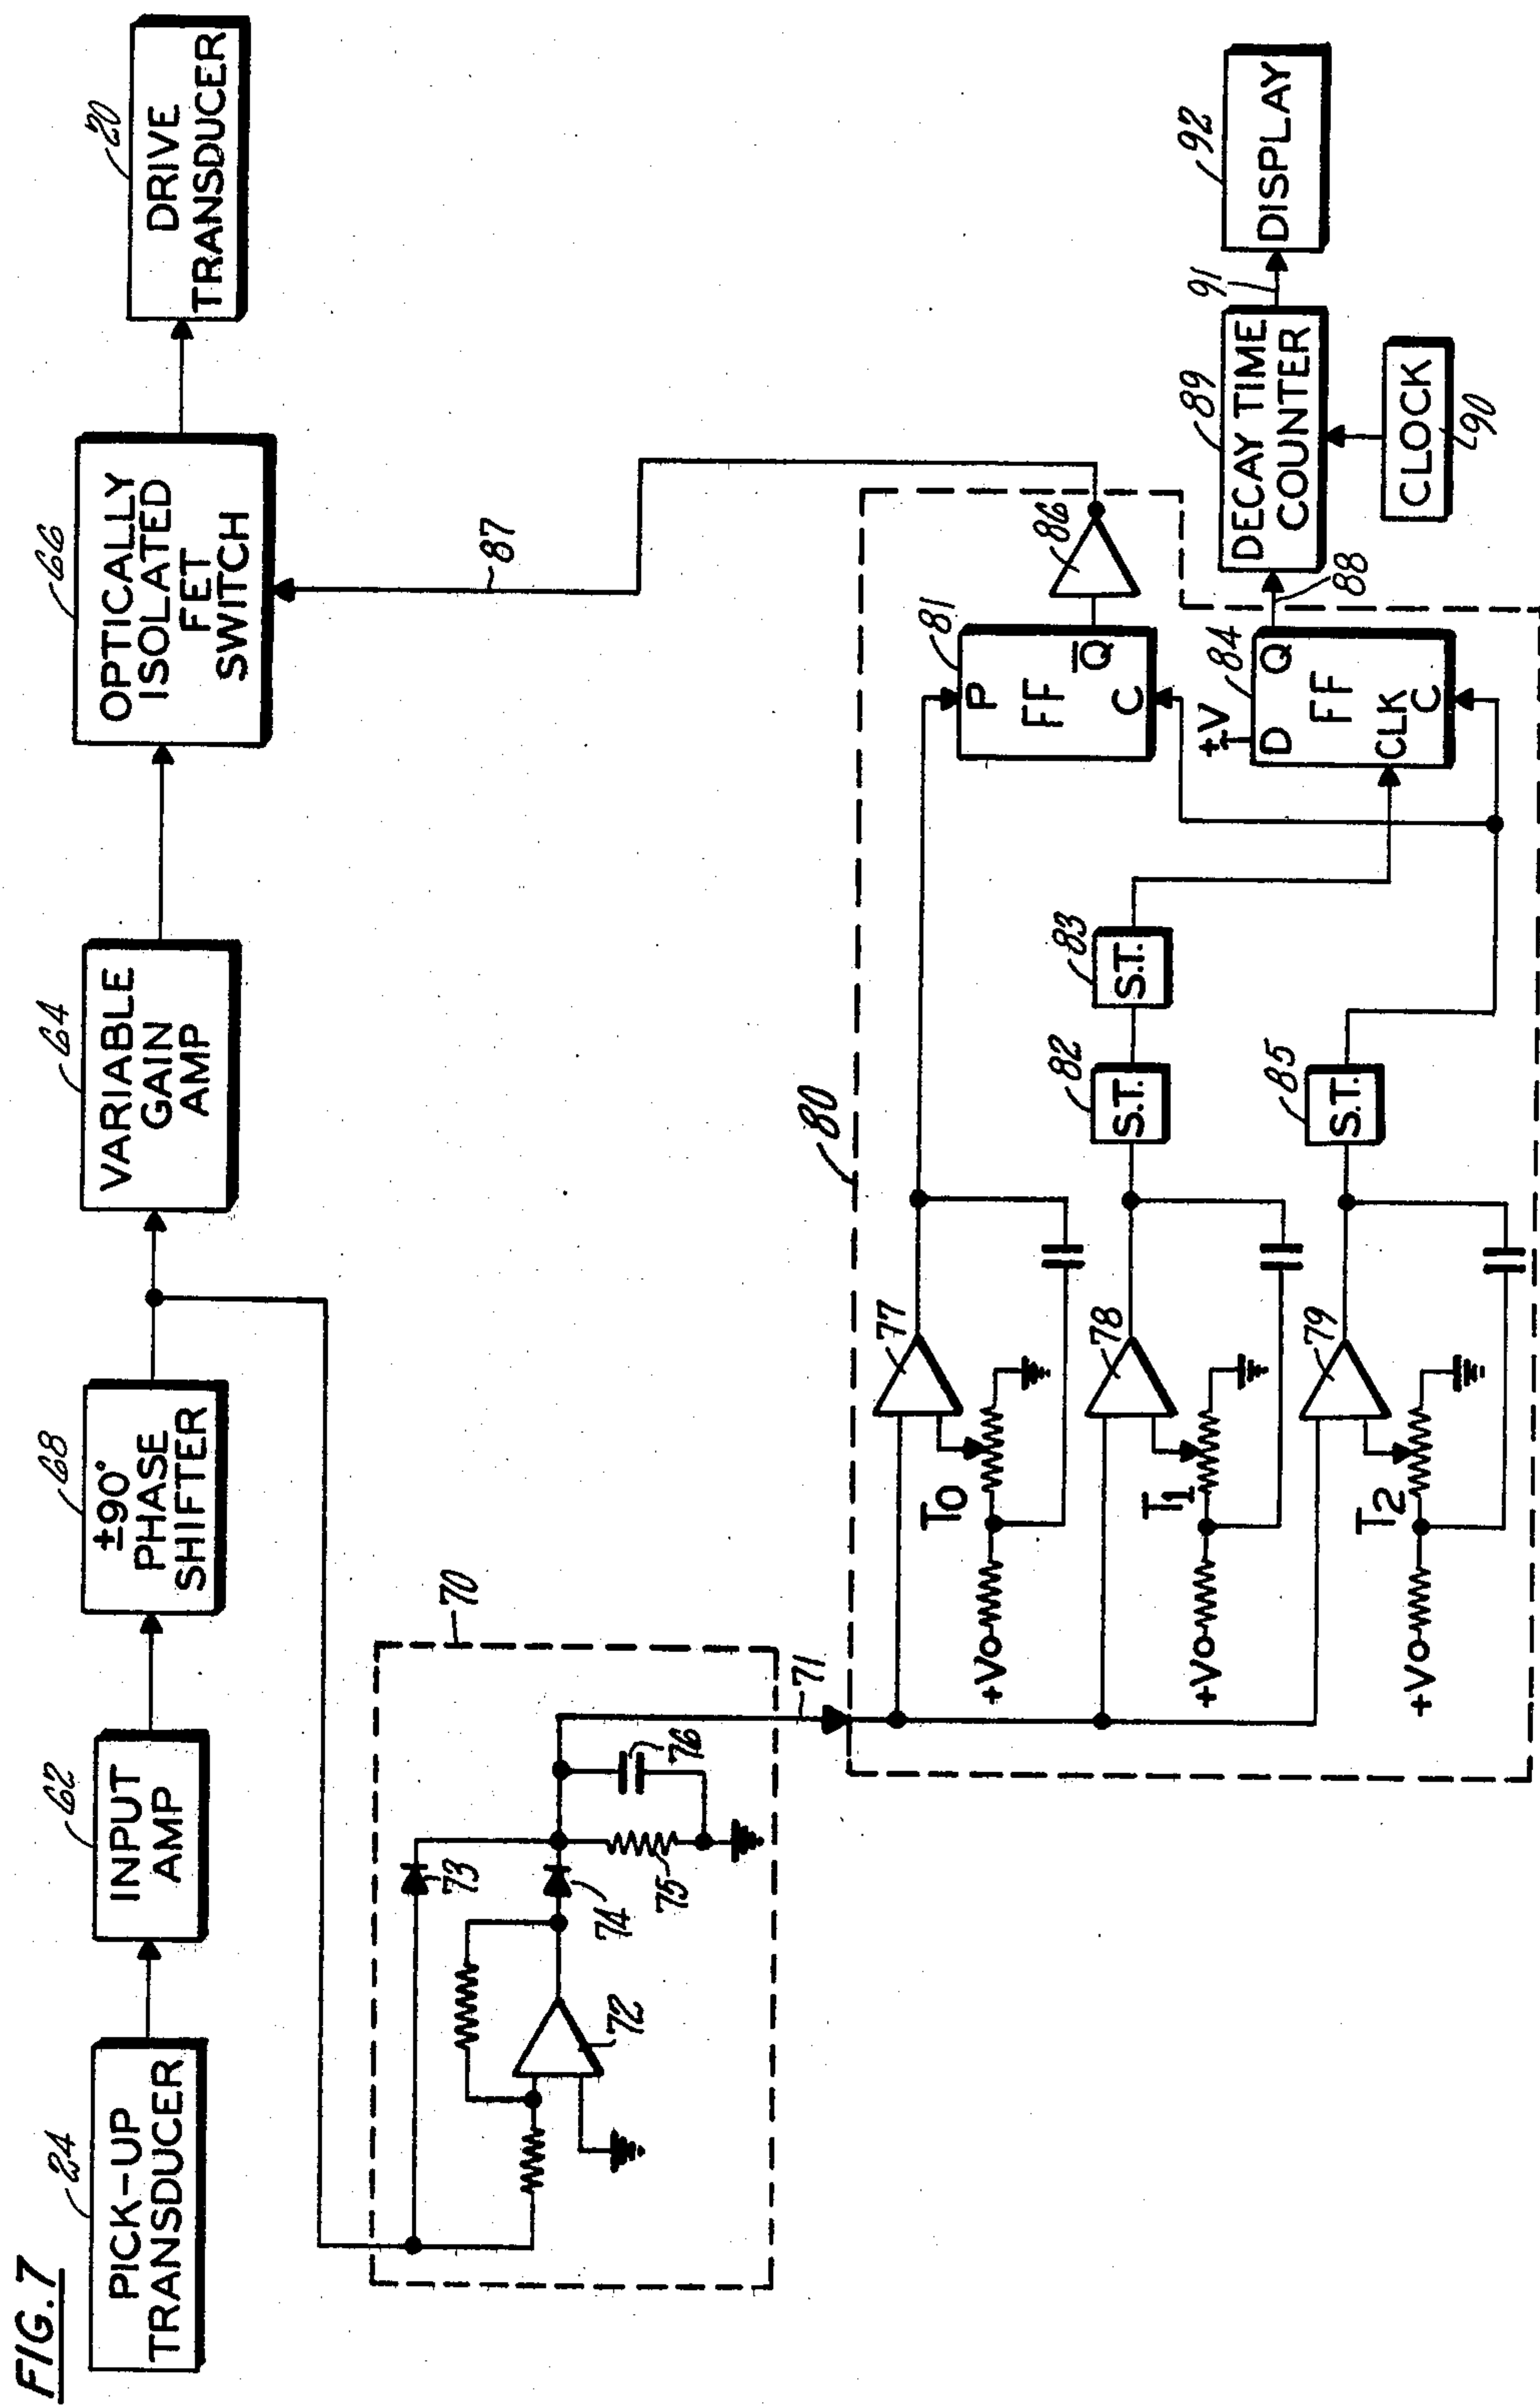 FIG. 7
24
PICK-UP
TRANSDUCER
62
INPUT
AMP
68
±90°
PHASE
SHIFTER
64
VARIABLE
GAIN
AMP
66
OPTICALLY
ISOLATED
FET
SWITCH
20
DRIVE
TRANSDUCER
70
73
74
72
75
76
71
80
87
77
T0
+V
78
T1
+V
79
T2
+V
82
S.T.
83
S.T.
85
S.T.
81
P
FF
Q̅
C
86
+V
84
D
Q
FF
CLK
C
88
89
DECAY TIME
COUNTER
CLOCK
90
91
92
DISPLAY